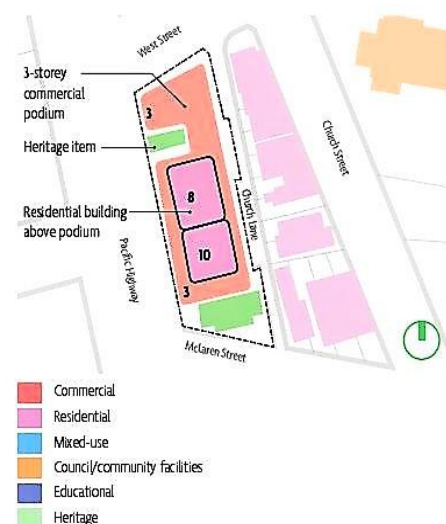 West Street
3-storey
commercial
podium
3
Heritage item
Church Street
8
Residential building
above podium
Church Lane
Pacific Highway
10
3
McLaren Street
Commercial
Residential
Mixed-use
Council/community facilities
Educational
Heritage